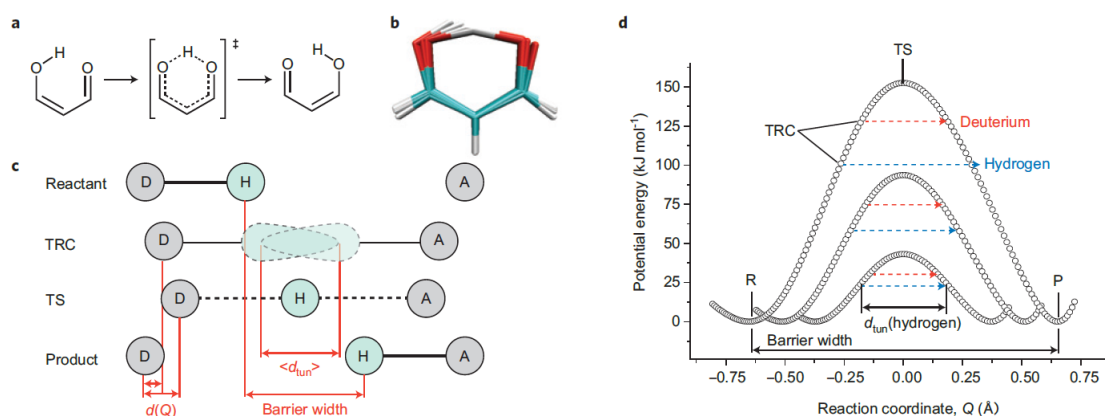 a
H
O
O
H
O
O
‡
O
H
O
b
c
Reactant
D
H
A
TRC
D
A
TS
D
H
A
Product
D
H
A
<d_tun>
d(Q)
Barrier width
d
TS
150
125
100
75
50
25
0
Potential energy (kJ mol⁻¹)
TRC
Deuterium
Hydrogen
R
P
d_tun(hydrogen)
Barrier width
−0.75 −0.50 −0.25 0.00 0.25 0.50 0.75
Reaction coordinate, Q (Å)